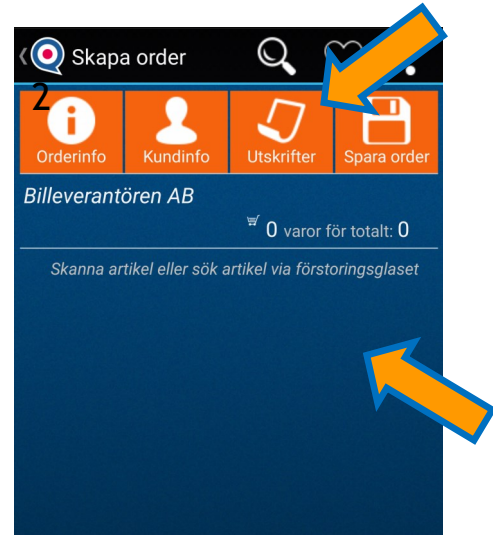 Skapa order
2
Orderinfo Kundinfo Utskrifter Spara order
Billeverantören AB
0 varor för totalt: 0
Skanna artikel eller sök artikel via förstoringsglaset